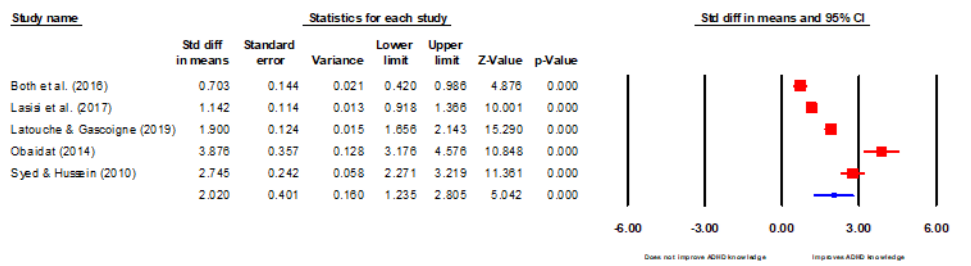 Study name Statistics for each study Std diff in means and 95% CI
Std diff in means Standard error Variance Lower limit Upper limit Z-Value p-Value
Both et al. (2016) 0.703 0.144 0.021 0.420 0.986 4.876 0.000
Lasisi et al. (2017) 1.142 0.114 0.013 0.918 1.366 10.001 0.000
Latouche & Gascoigne (2019) 1.900 0.124 0.015 1.656 2.143 15.290 0.000
Obaidat (2014) 3.876 0.357 0.128 3.176 4.576 10.848 0.000
Syed & Hussein (2010) 2.745 0.242 0.058 2.271 3.219 11.361 0.000
2.020 0.401 0.160 1.235 2.805 5.042 0.000
-6.00 -3.00 0.00 3.00 6.00
Does not improve ADHD knowledge Improves ADHD knowledge